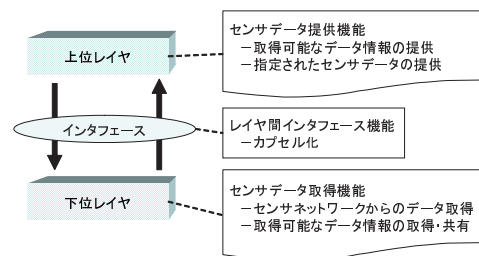 上位レイヤ
センサデータ提供機能
－取得可能なデータ情報の提供
－指定されたセンサデータの提供
インタフェース
レイヤ間インタフェース機能
－カプセル化
下位レイヤ
センサデータ取得機能
－センサネットワークからのデータ取得
－取得可能なデータ情報の取得・共有